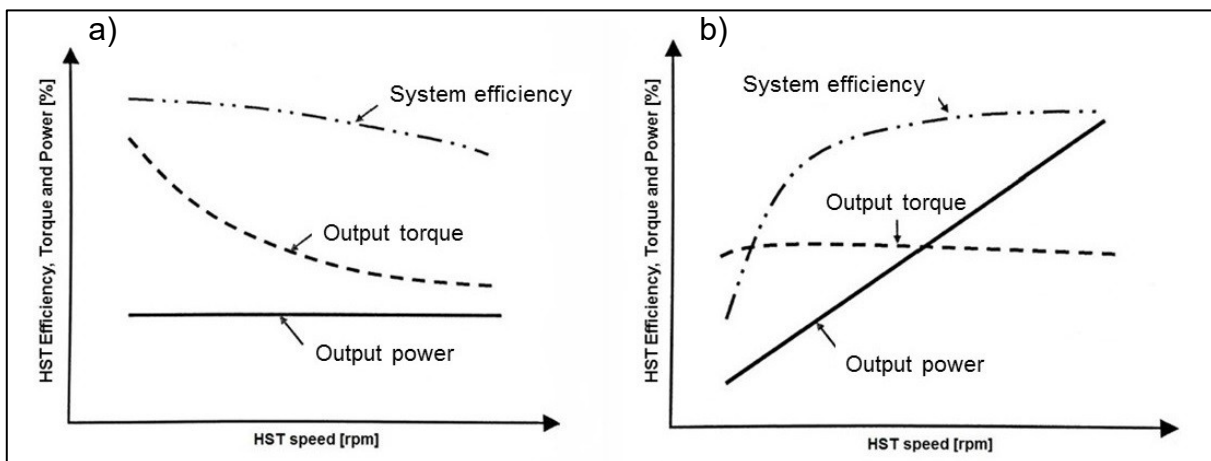 a)
HST Efficiency, Torque and Power [%]
System efficiency
Output torque
Output power
HST speed [rpm]
b)
HST Efficiency, Torque and Power [%]
System efficiency
Output torque
Output power
HST speed [rpm]